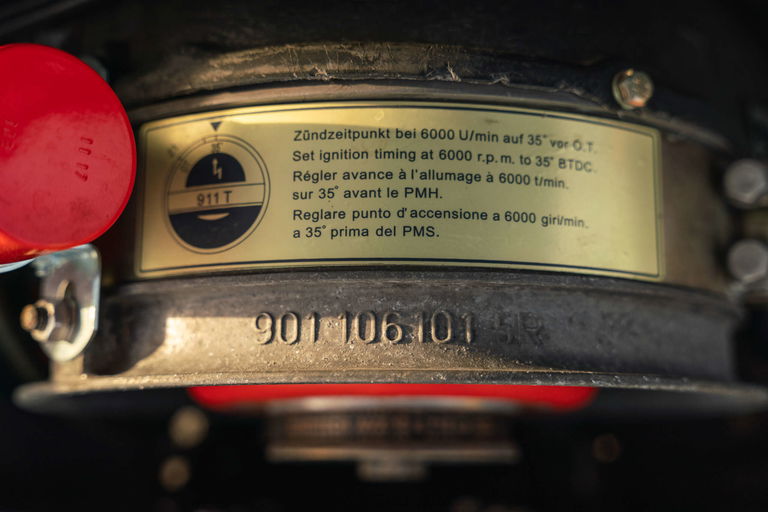 35°
911 T
Zündzeitpunkt bei 6000 U/min auf 35° vor O.T.
Set ignition timing at 6000 r.p.m. to 35° BTDC.
Régler avance à l'allumage à 6000 t/min.
sur 35° avant le PMH.
Reglare punto d'accensione a 6000 giri/min.
a 35° prima del PMS.
901 106 101 5R